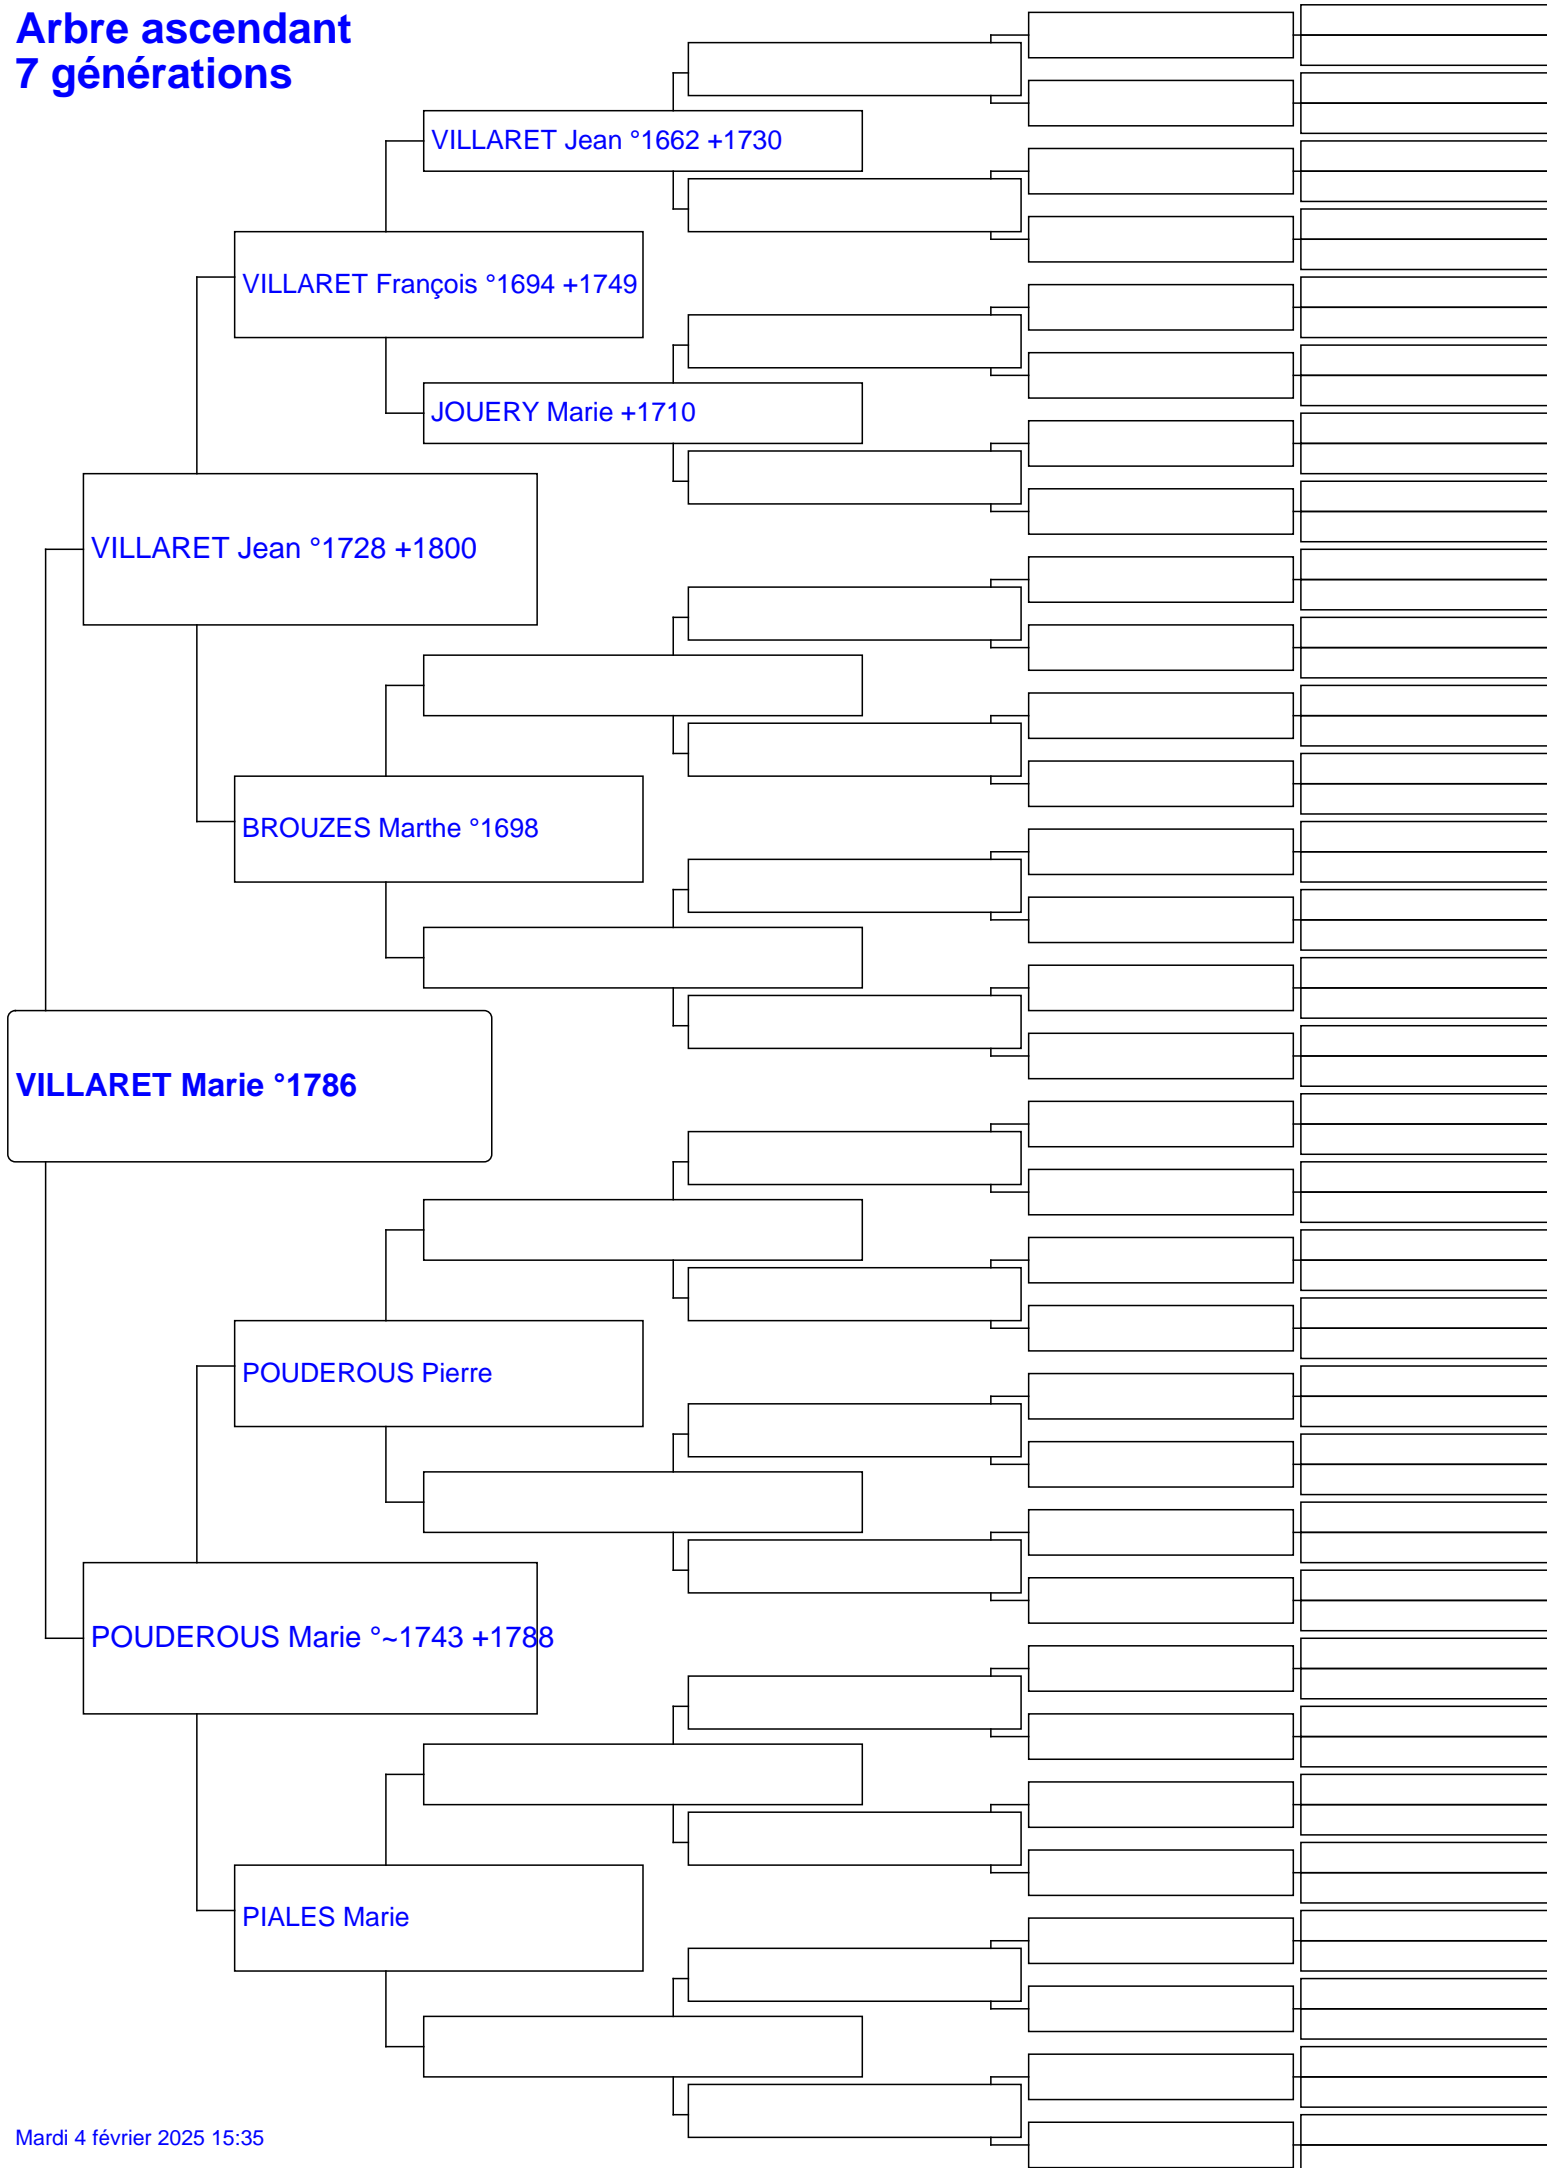 Arbre ascendant
7 générations
VILLARET Jean °1662 +1730
VILLARET François °1694 +1749
JOUERY Marie +1710
VILLARET Jean °1728 +1800
BROUZES Marthe °1698
VILLARET Marie °1786
POUDEROUS Pierre
POUDEROUS Marie °~1743 +1788
PIALES Marie
Mardi 4 février 2025 15:35